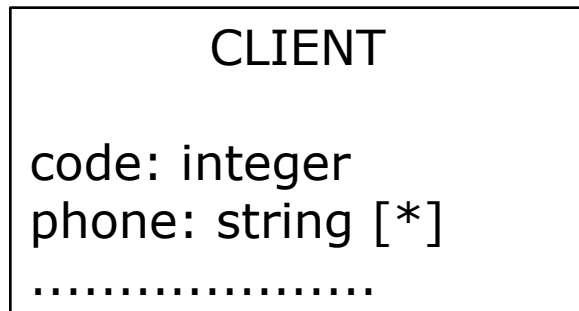 CLIENT
code: integer
phone: string [*]
....................